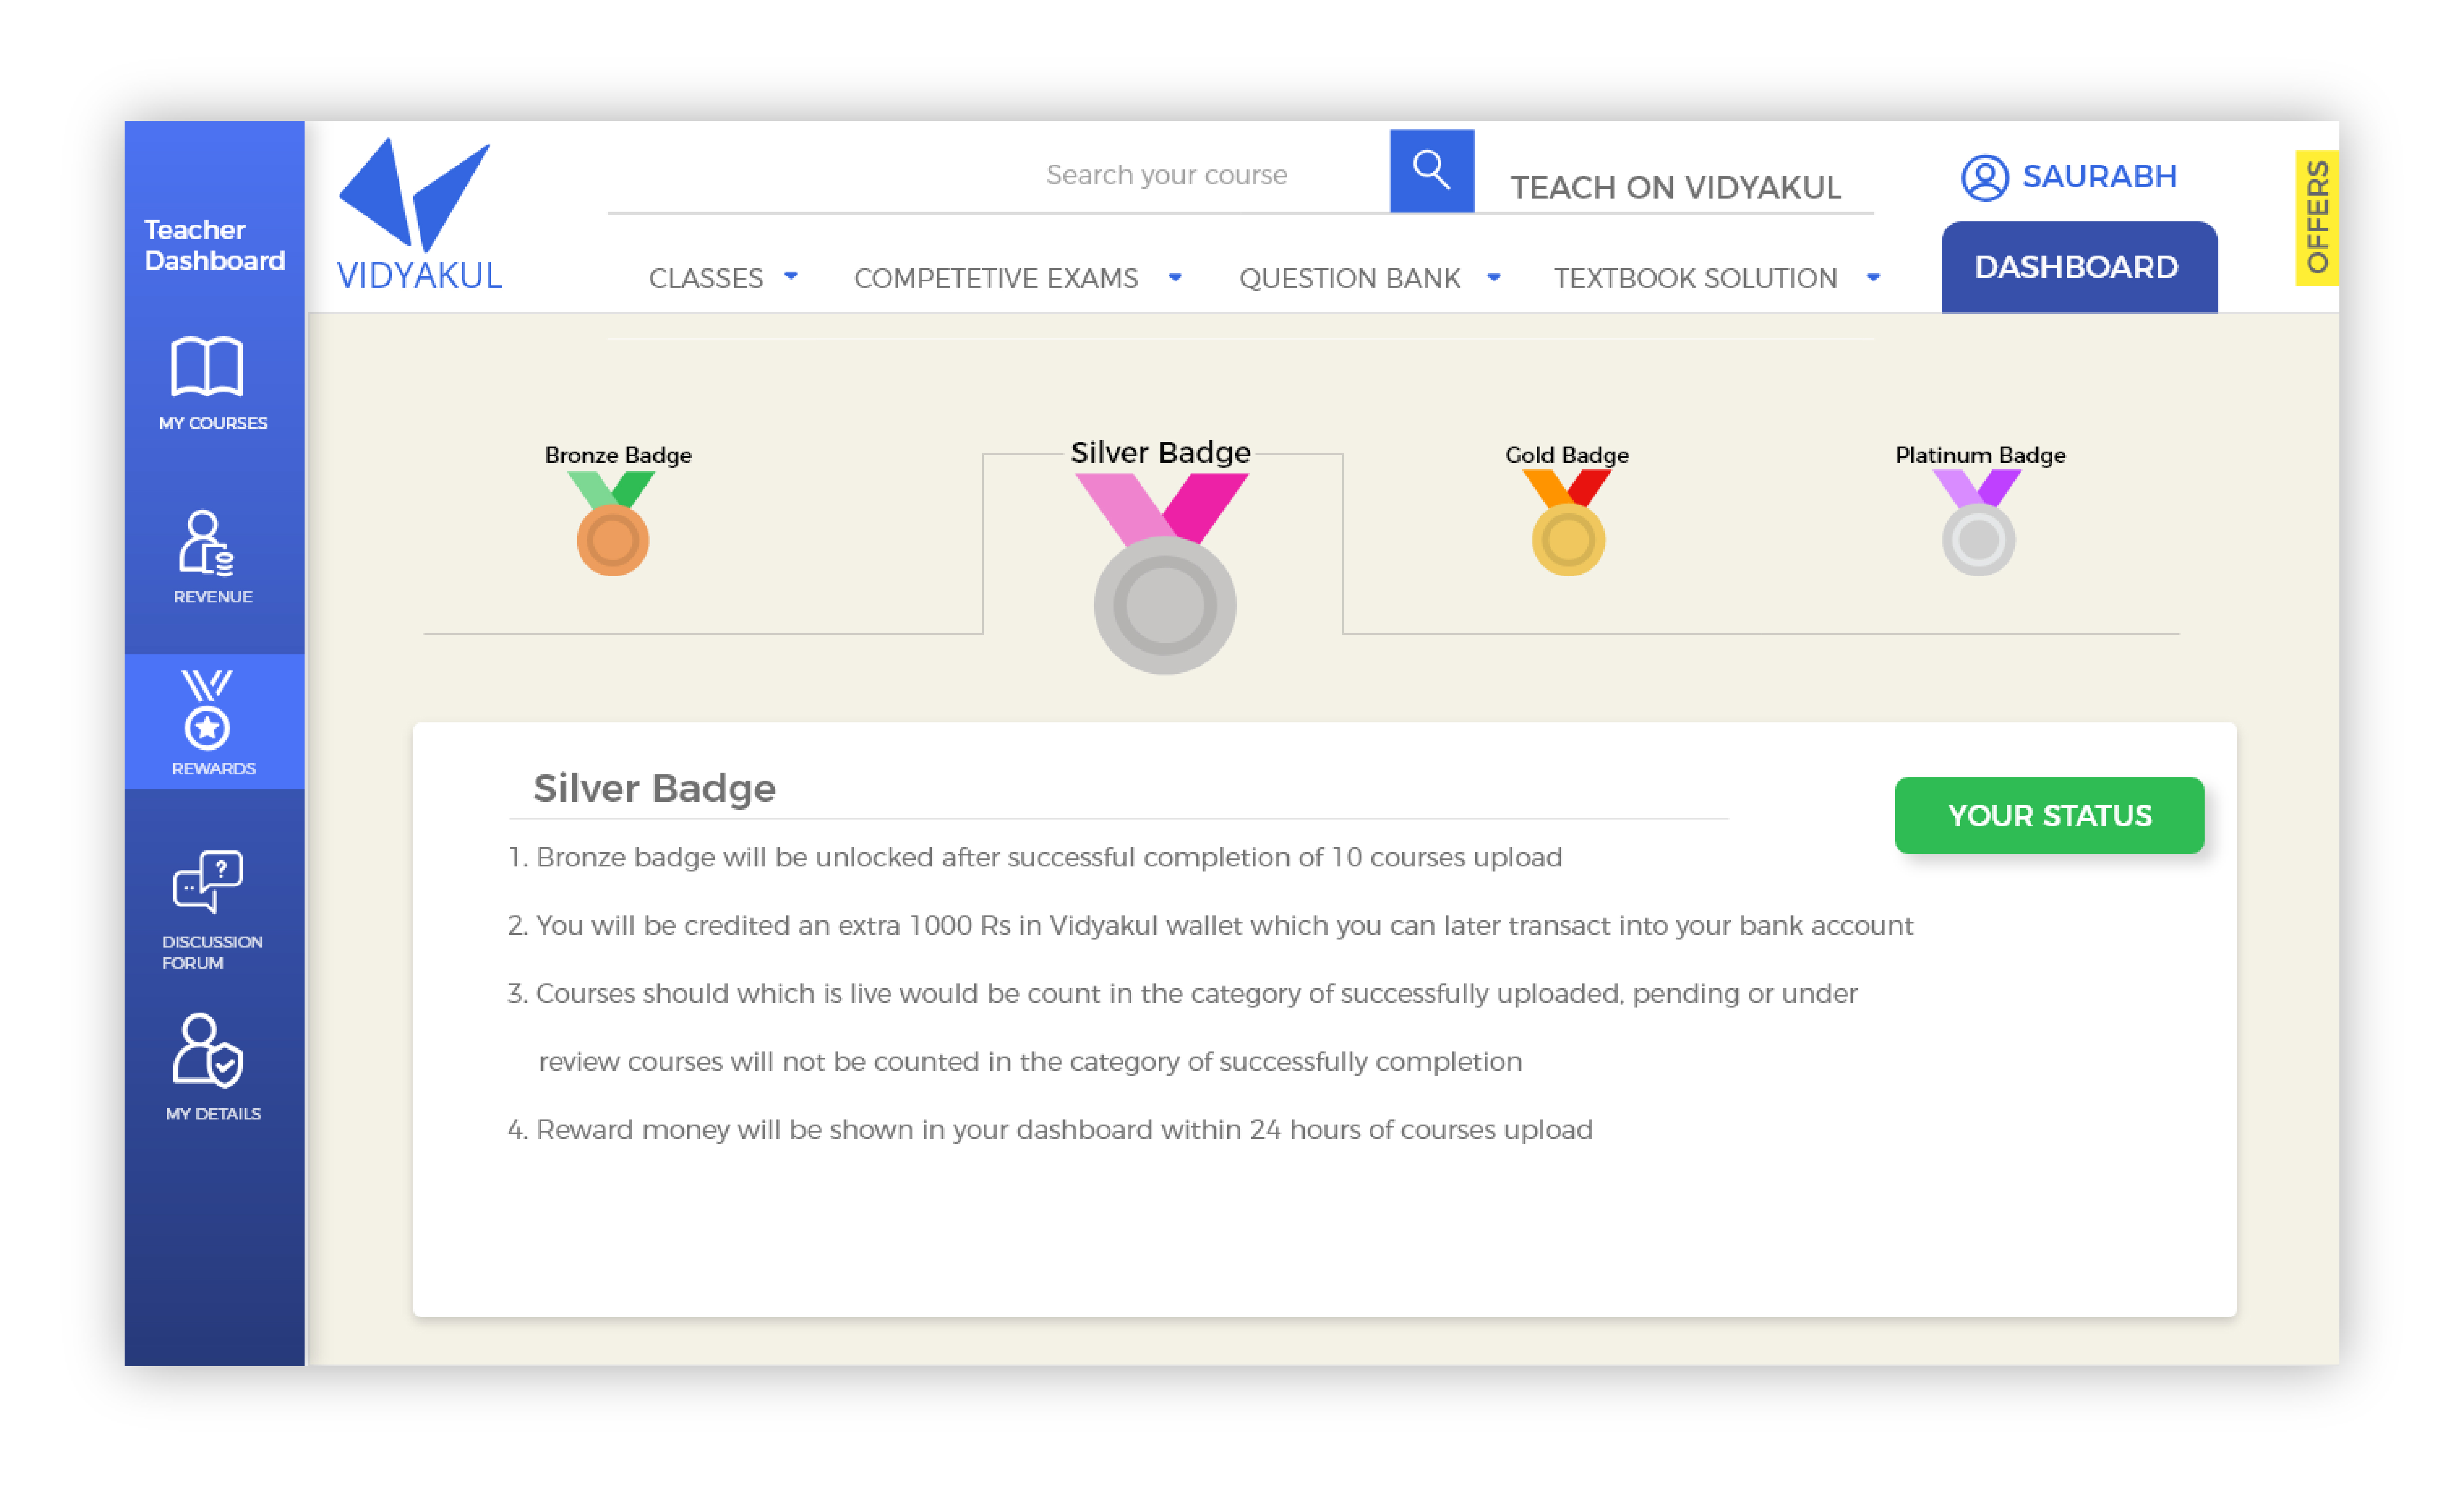 Teacher
Dashboard
MY COURSES
REVENUE
REWARDS
DISCUSSION
FORUM
MY DETAILS
VIDYAKUL
Search your course
TEACH ON VIDYAKUL
SAURABH
OFFERS
CLASSES
COMPETETIVE EXAMS
QUESTION BANK
TEXTBOOK SOLUTION
DASHBOARD
Bronze Badge
Silver Badge
Gold Badge
Platinum Badge
Silver Badge
YOUR STATUS
1. Bronze badge will be unlocked after successful completion of 10 courses upload
2. You will be credited an extra 1000 Rs in Vidyakul wallet which you can later transact into your bank account
3. Courses should which is live would be count in the category of successfully uploaded, pending or under
review courses will not be counted in the category of successfully completion
4. Reward money will be shown in your dashboard within 24 hours of courses upload